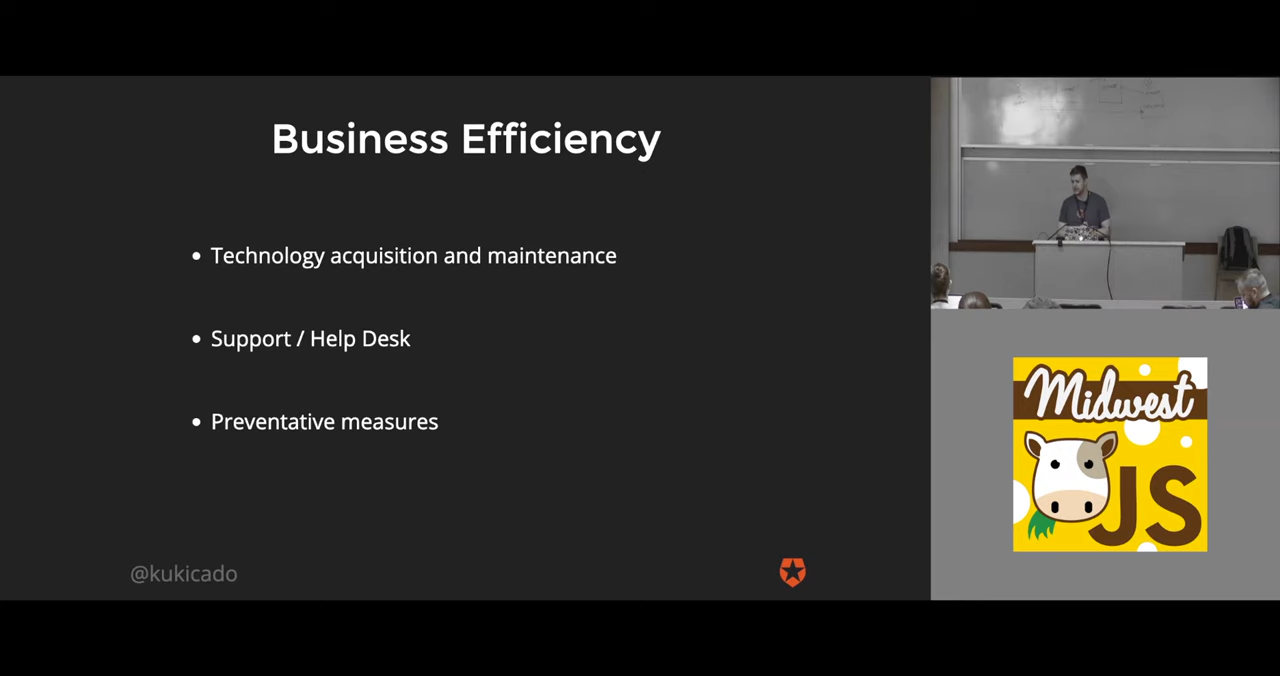 Business Efficiency
• Technology acquisition and maintenance
• Support / Help Desk
• Preventative measures
@kukicado
Midwest
JS